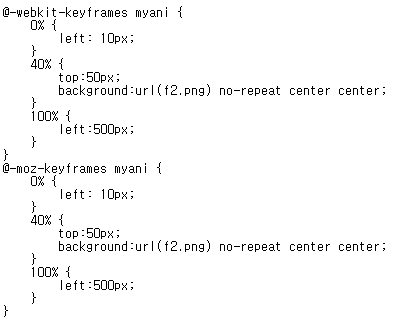 @-webkit-keyframes myani {
    0% {
        left: 10px;
    }
    40% {
        top:50px;
        background:url(f2.png) no-repeat center center;
    }
    100% {
        left:500px;
    }
}
@-moz-keyframes myani {
    0% {
        left: 10px;
    }
    40% {
        top:50px;
        background:url(f2.png) no-repeat center center;
    }
    100% {
        left:500px;
    }
}